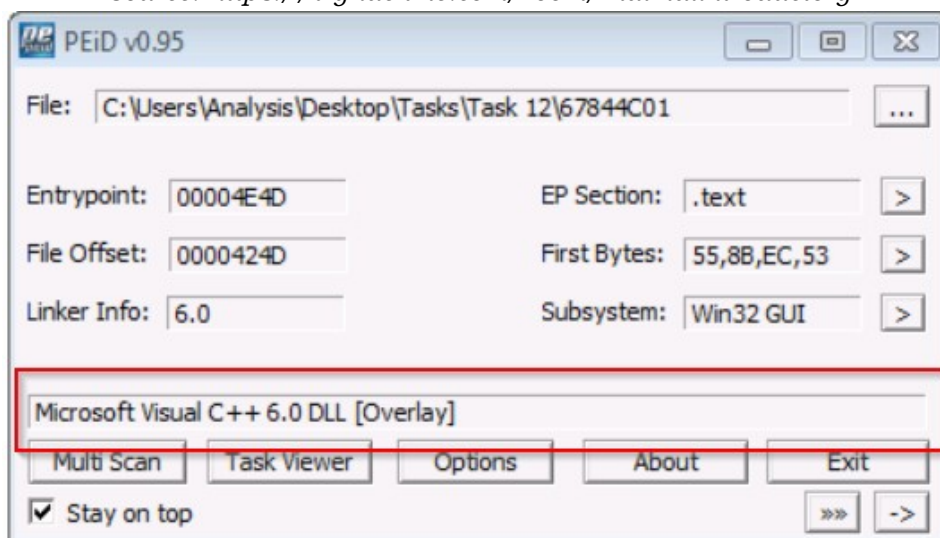 PEiD v0.95
File: C:\Users\Analysis\Desktop\Tasks\Task 12\67844C01 ...
Entrypoint: 00004E4D EP Section: .text >
File Offset: 0000424D First Bytes: 55,8B,EC,53 >
Linker Info: 6.0 Subsystem: Win32 GUI >
Microsoft Visual C++ 6.0 DLL [Overlay]
Multi Scan Task Viewer Options About Exit
Stay on top »» ->